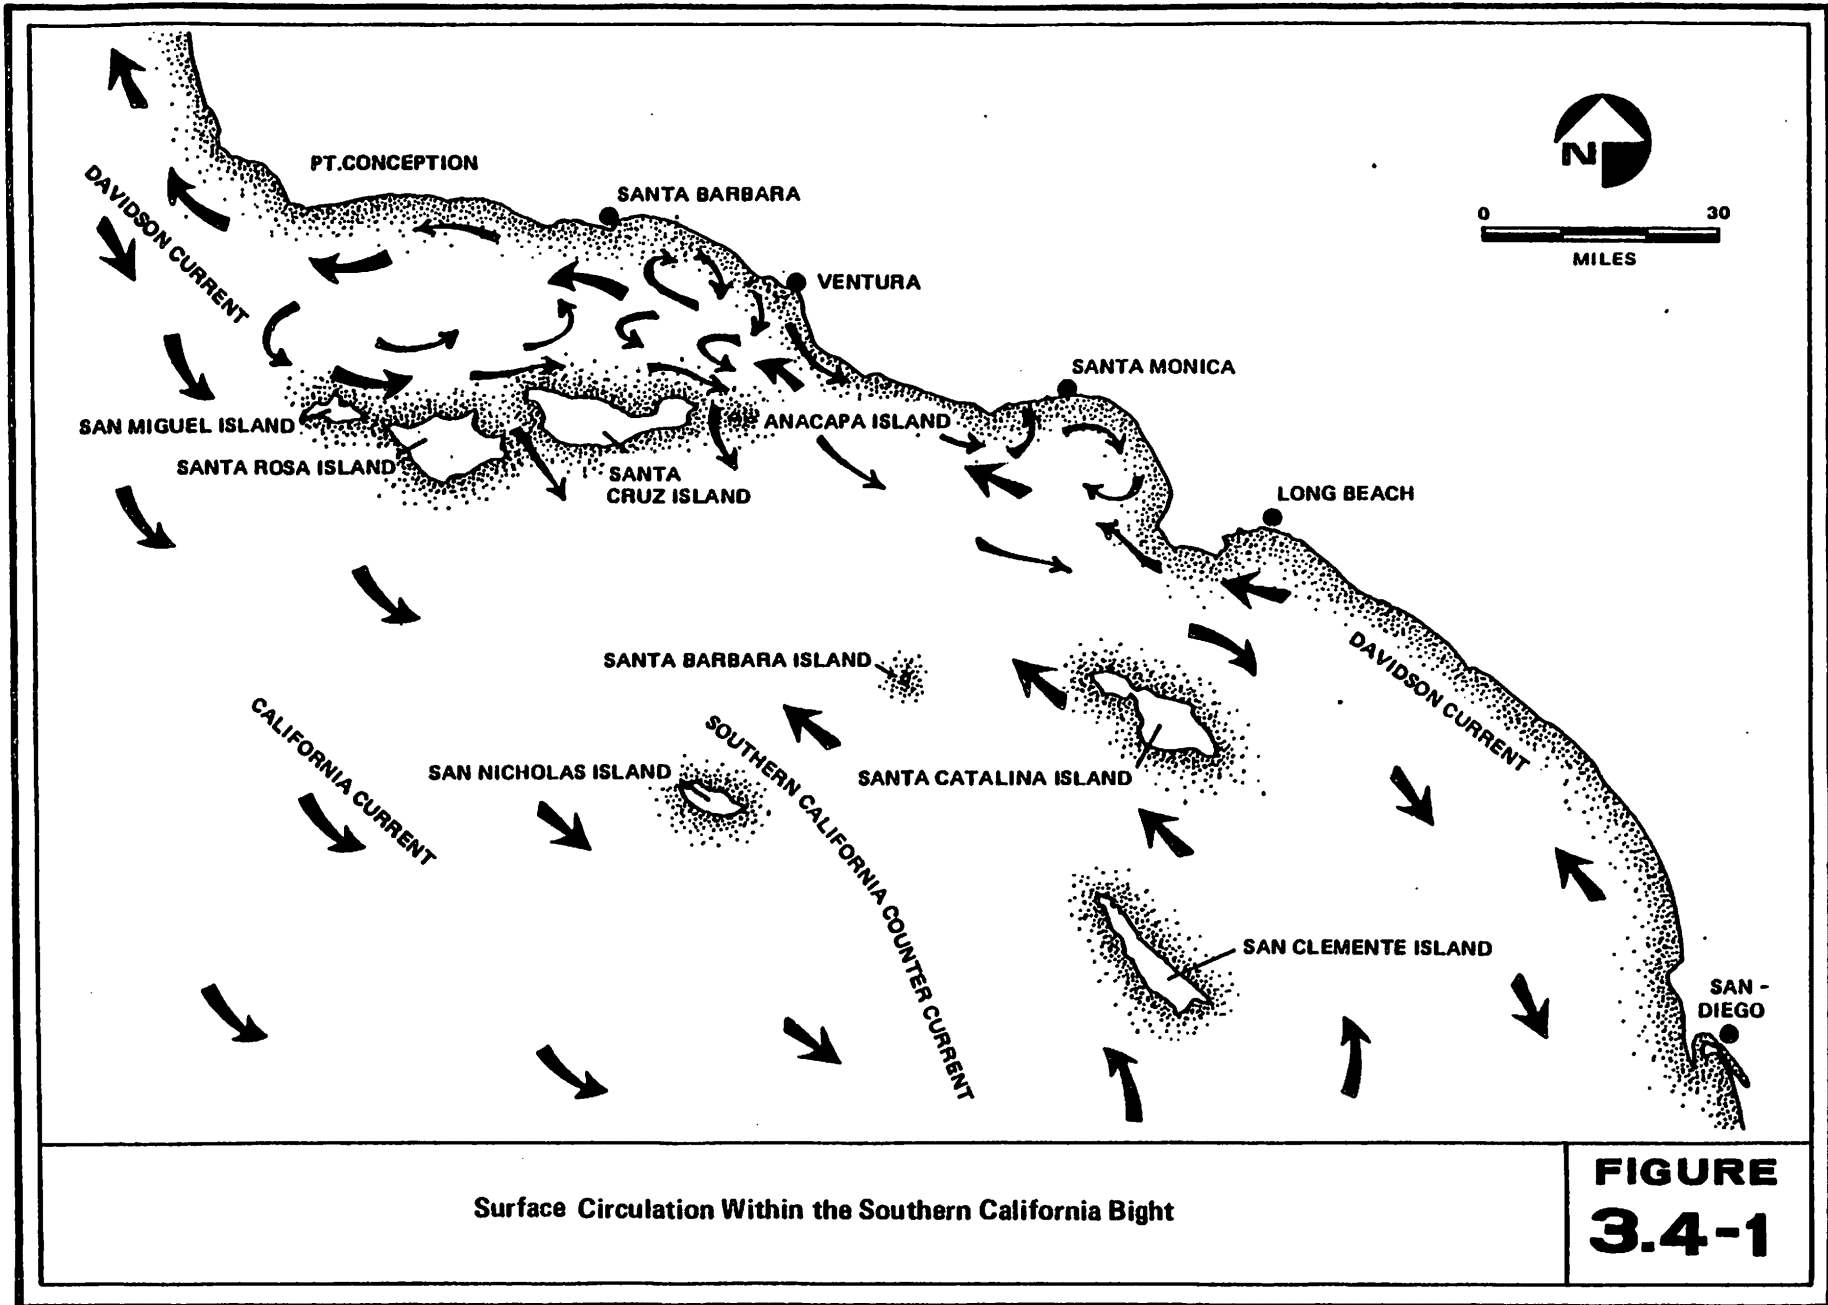 PT.CONCEPTION
SANTA BARBARA
N
0 30
MILES
DAVIDSON CURRENT
VENTURA
SANTA MONICA
SAN MIGUEL ISLAND
ANACAPA ISLAND
SANTA ROSA ISLAND
SANTA
CRUZ ISLAND
LONG BEACH
SANTA BARBARA ISLAND
DAVIDSON CURRENT
CALIFORNIA CURRENT
SOUTHERN CALIFORNIA COUNTER CURRENT
SAN NICHOLAS ISLAND
SANTA CATALINA ISLAND
SAN CLEMENTE ISLAND
SAN -
DIEGO
Surface Circulation Within the Southern California Bight
FIGURE
3.4-1